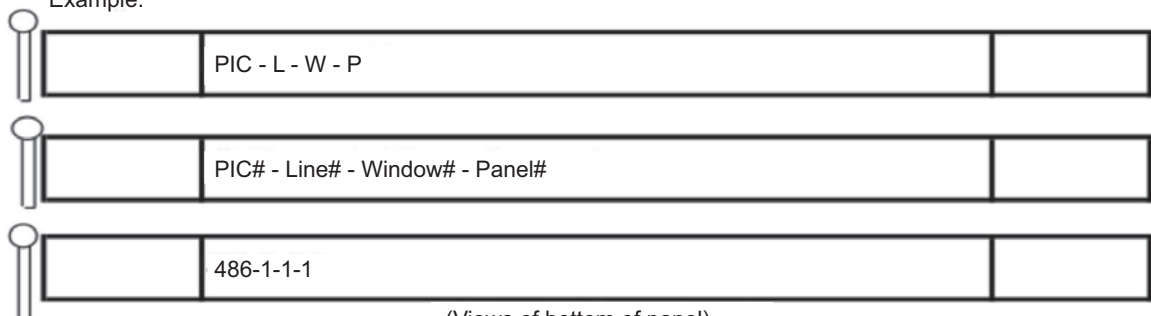 Example:
PIC - L - W - P
PIC# - Line# - Window# - Panel#
486-1-1-1
(Views of bottom of panel)